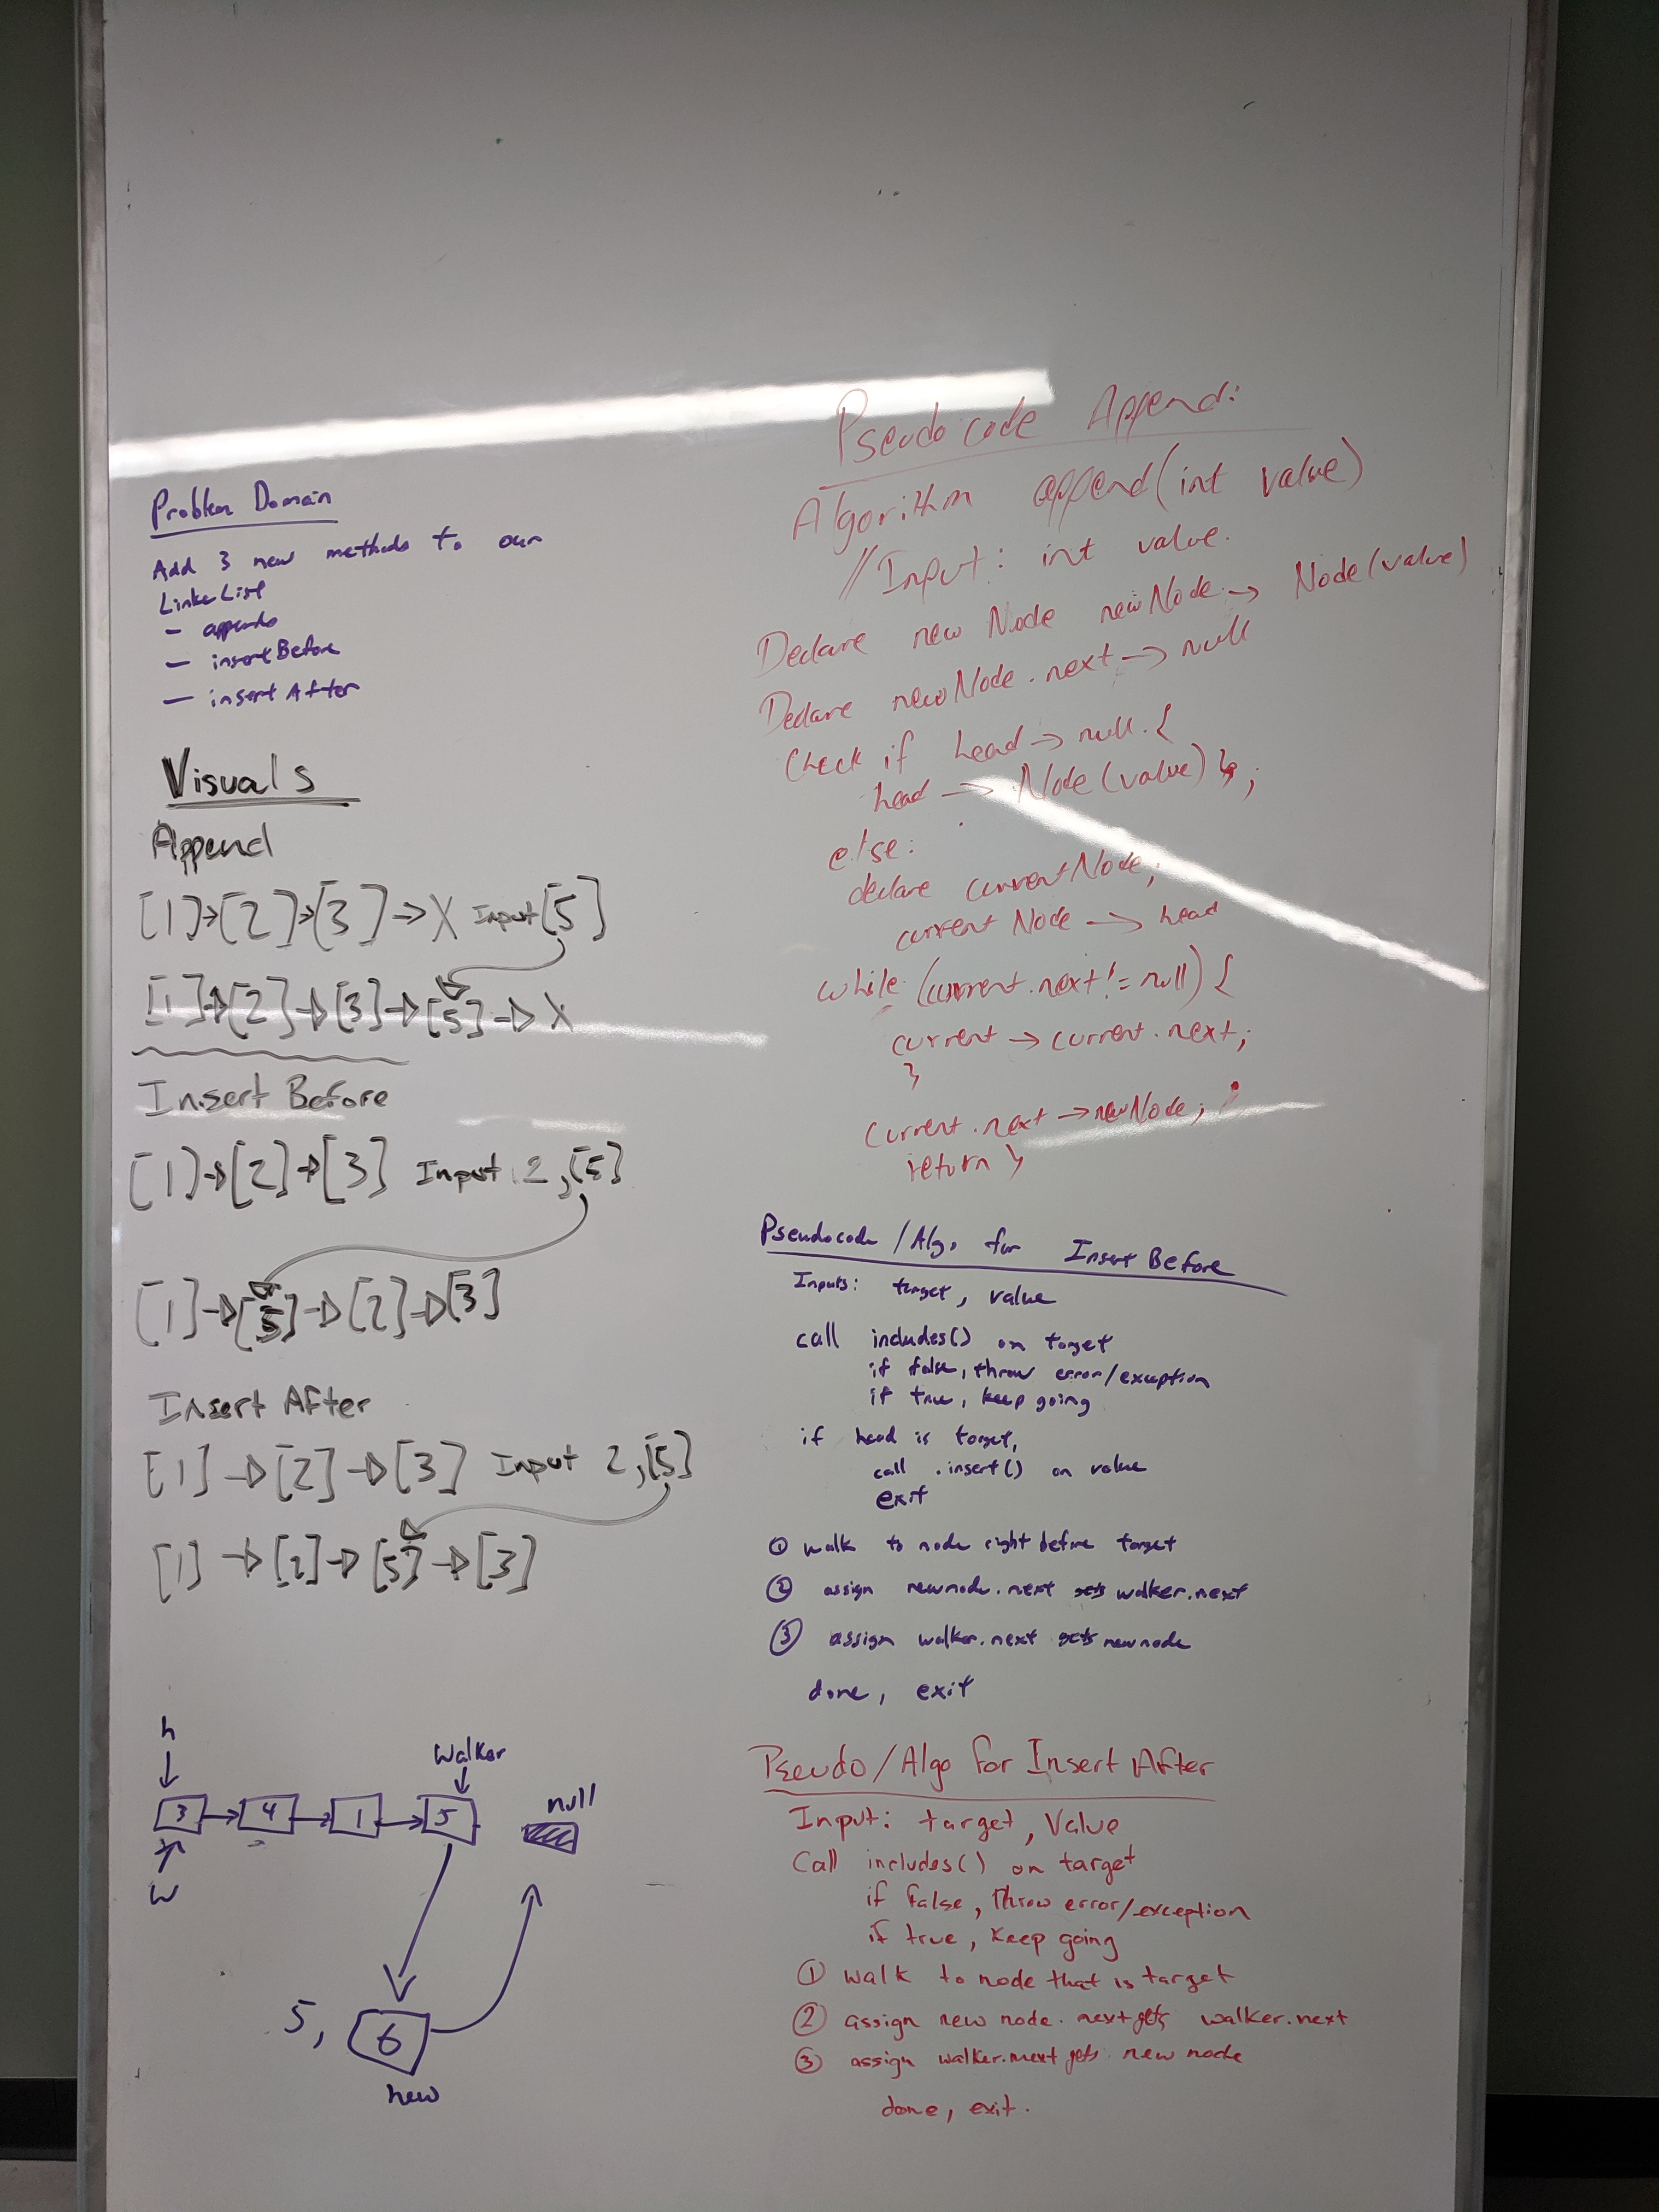 Problem Domain
Add 3 new methods to our
Linke List
- append
- insertBefore
- insert After
Visuals
Append
[1]→[2]→[3]→X Input [5]
[1]→[2]→[3]→[5]→X
Insert Before
[1]→[2]→[3] Input 2,[5]
[1]→[5]→[2]→[3]
Insert After
[1]→[2]→[3] Input 2,[5]
[1]→[2]→[5]→[3]
h
walker
3 → 4 → 1 → 5
null
w
5, 6
new
Pseudocode Append:
Algorithm append(int value)
//Input: int value.
Declare new Node newNode → Node(value)
Declare newNode.next → null
Check if head → null. {
head → Node(value) };
else:
declare currentNode;
current Node → head
while (current.next != null) {
current → current.next;
}
current.next → newNode;
return }
Pseudocode /Alg. for Insert Before
Inputs: target, value
call includes() on target
if false, throw error/exception
if true, keep going
if head is target,
call .insert() on value
exit
① walk to node right before target
② assign newnode.next gets walker.next
③ assign walker.next gets newnode
done, exit
Pseudo/Algo for Insert After
Input: target, Value
Call includes() on target
if false, throw error/exception
if true, keep going
① walk to node that is target
② assign new node.next gets walker.next
③ assign walker.next gets new node
done, exit.